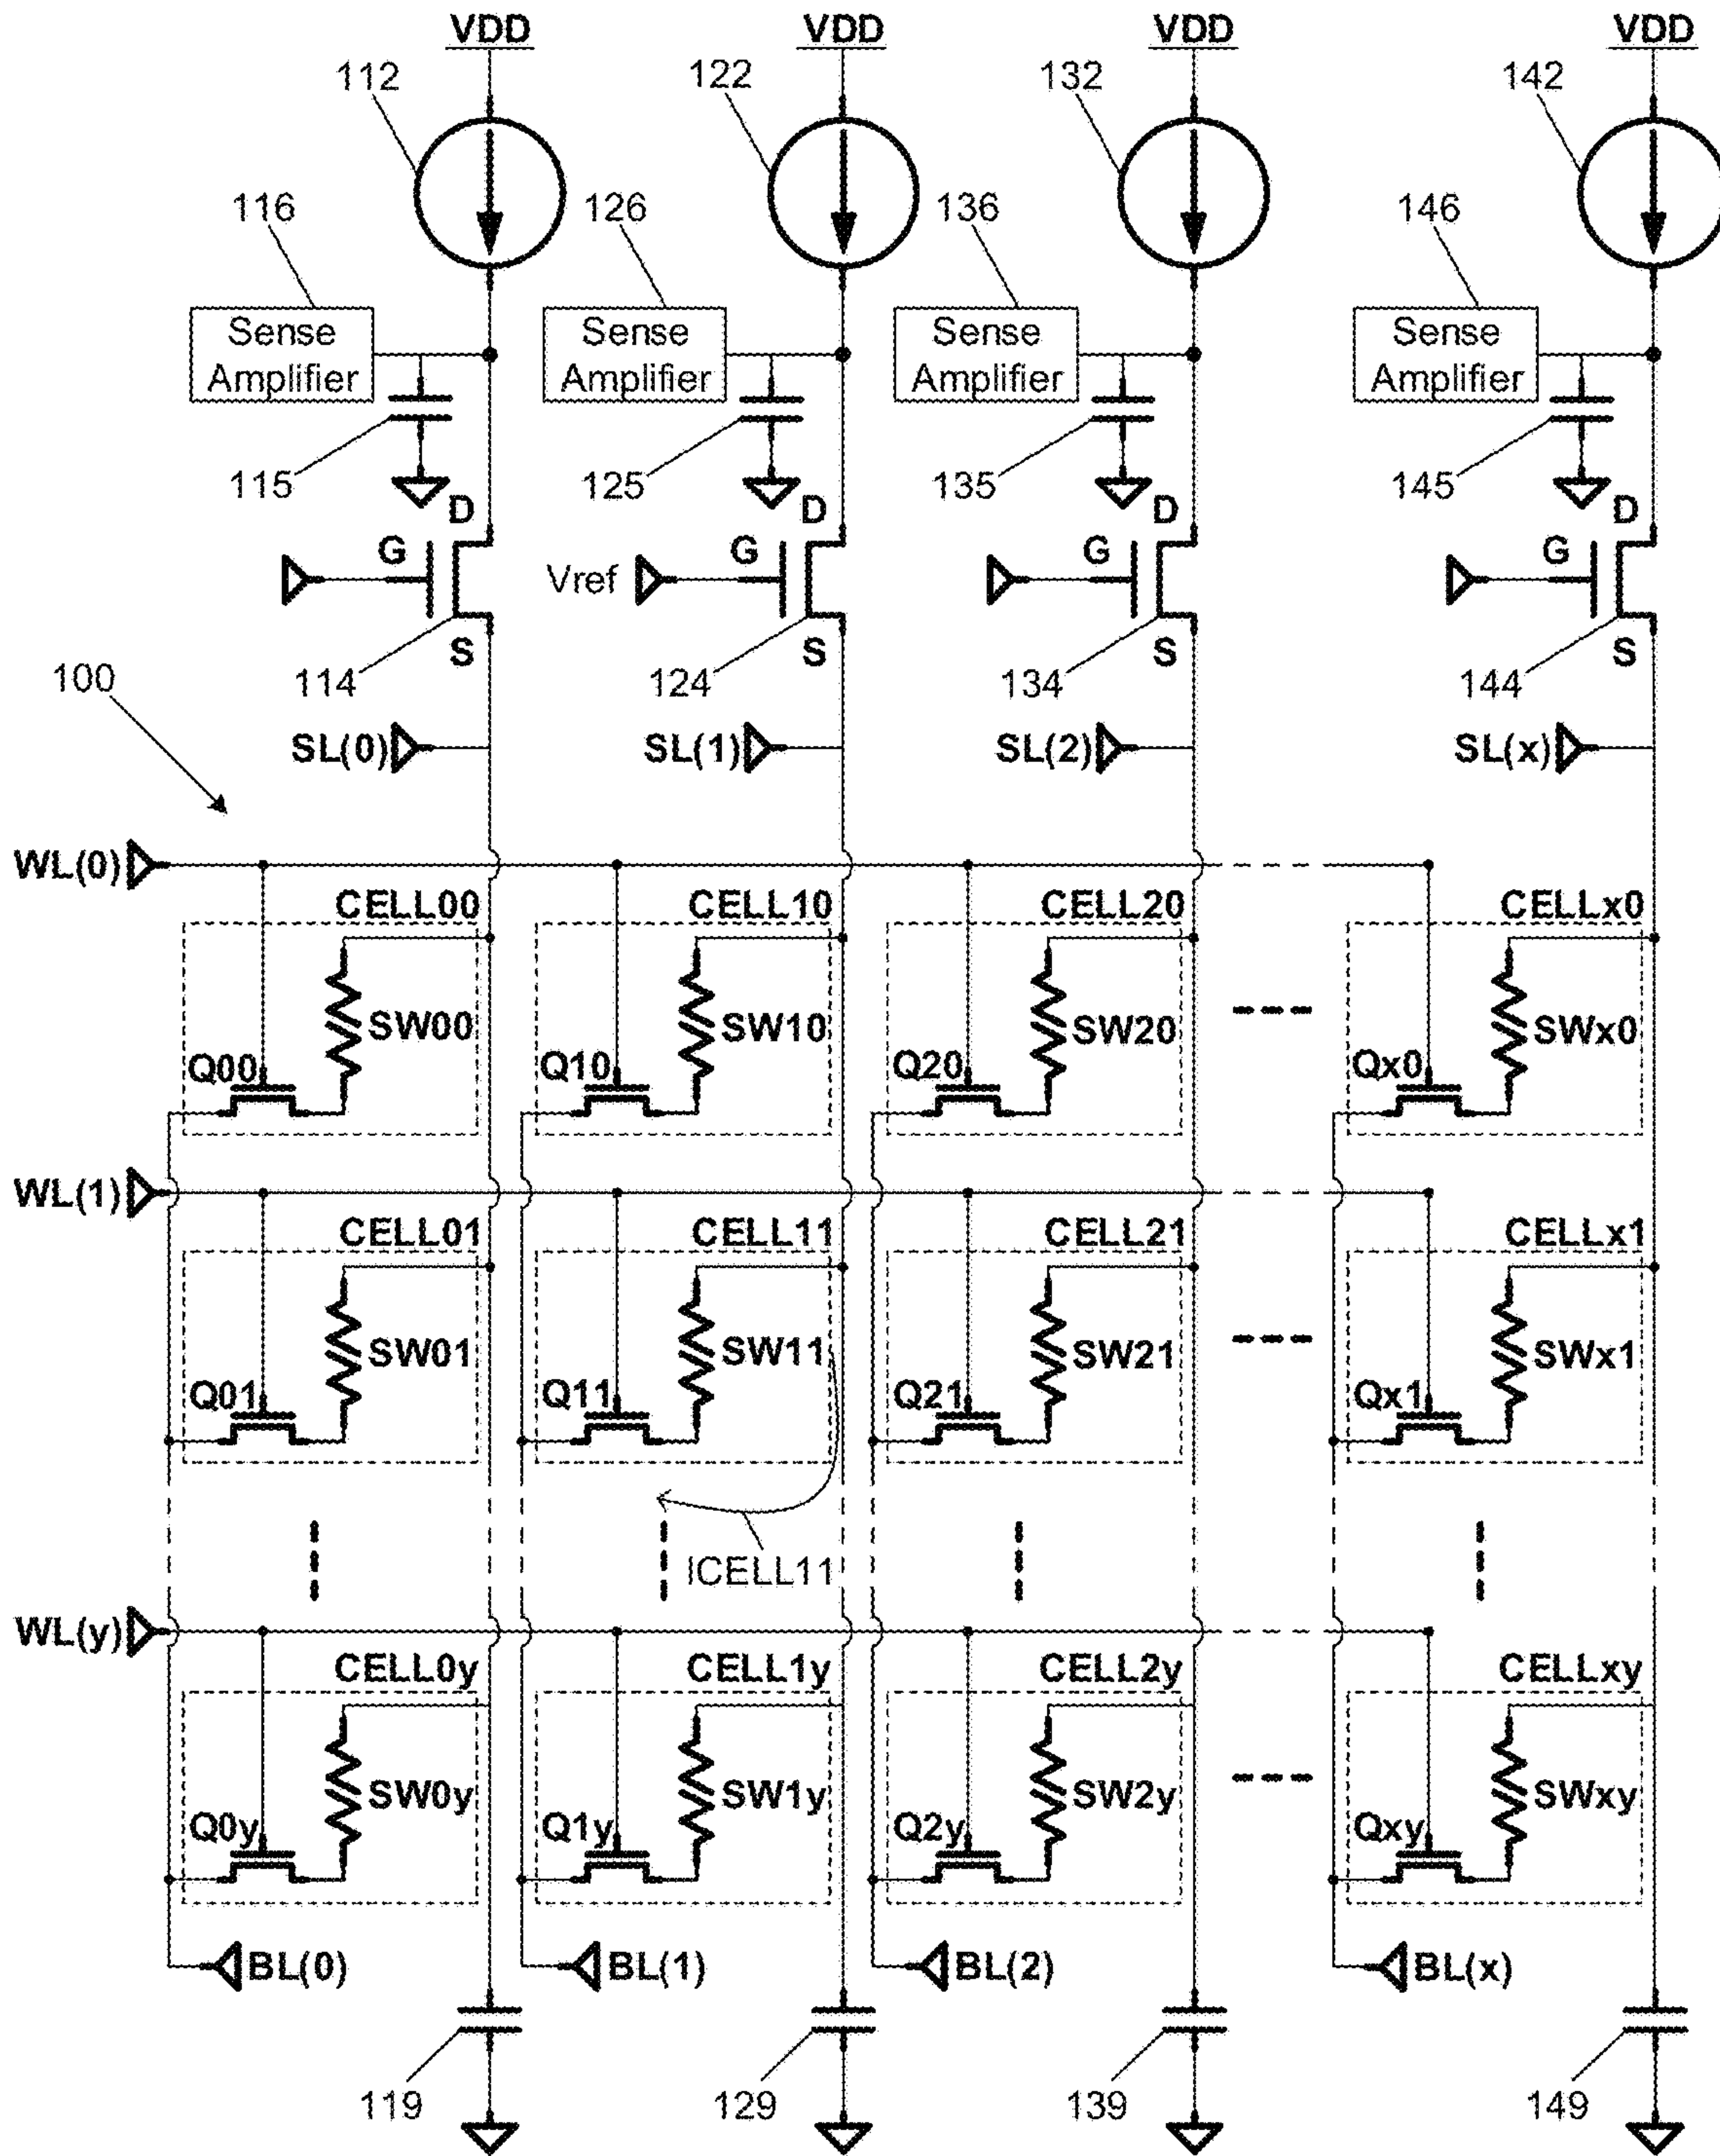 VDD VDD VDD VDD
112 122 132 142
116 126 136 146
Sense Amplifier Sense Amplifier Sense Amplifier Sense Amplifier
115 125 135 145
D D D D
G Vref G G G
S S S S
114 124 134 144
100
SL(0) SL(1) SL(2) SL(x)
WL(0)
CELL00 CELL10 CELL20 CELLx0
SW00 SW10 SW20 SWx0
Q00 Q10 Q20 Qx0
WL(1)
CELL01 CELL11 CELL21 CELLx1
SW01 SW11 SW21 SWx1
Q01 Q11 Q21 Qx1
ICELL11
WL(y)
CELL0y CELL1y CELL2y CELLxy
SW0y SW1y SW2y SWxy
Q0y Q1y Q2y Qxy
BL(0) BL(1) BL(2) BL(x)
119 129 139 149